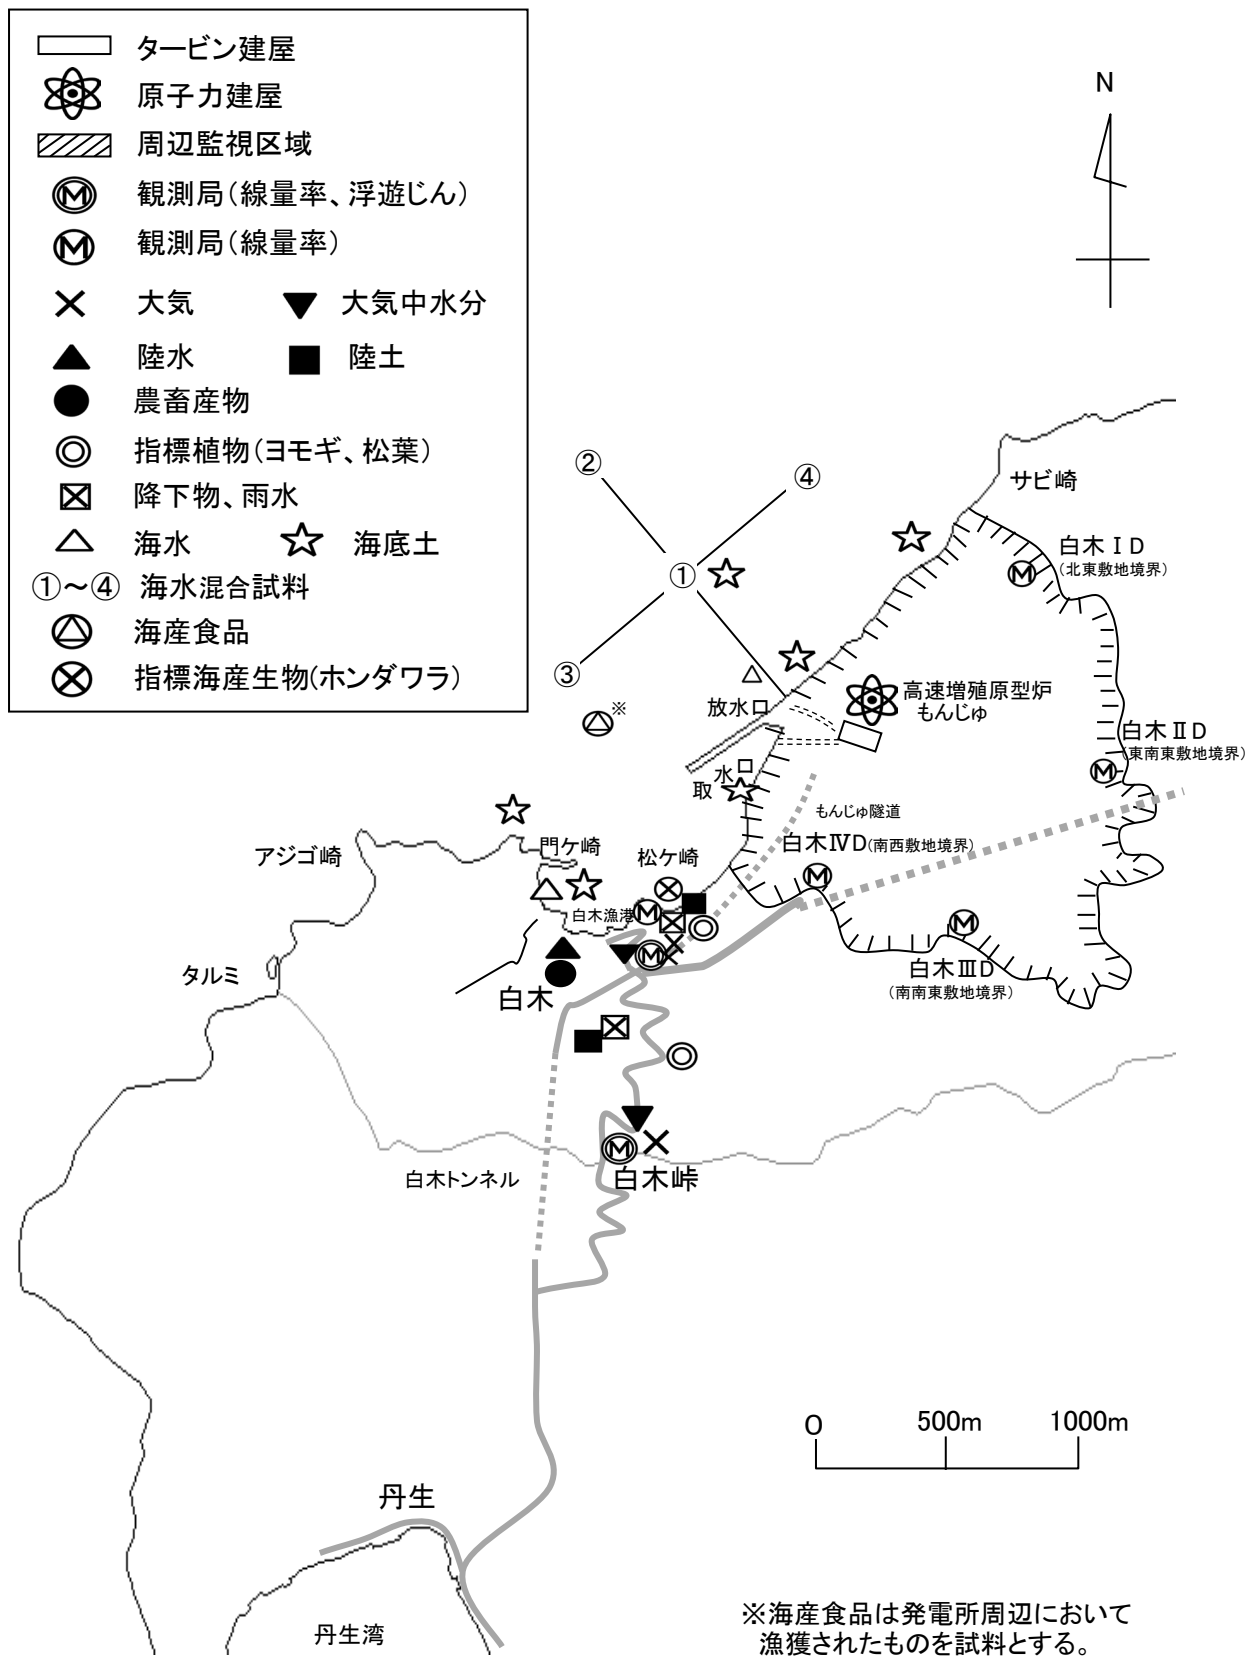 タービン建屋
原子力建屋
周辺監視区域
M 観測局(線量率、浮遊じん)
M 観測局(線量率)
大気 大気中水分
陸水 陸土
農畜産物
指標植物(ヨモギ、松葉)
降下物、雨水
海水 海底土
①～④ 海水混合試料
海産食品
指標海産生物(ホンダワラ)
N
サビ崎
② ④
白木ⅠD
(北東敷地境界)
M
①
③
※
放水口
高速増殖原型炉
もんじゅ
白木ⅡD
(東南東敷地境界)
M
取水口
もんじゅ隧道
アジゴ崎
門ケ崎
松ケ崎
白木ⅣD(南西敷地境界)
M
白木漁港
M
M
M
タルミ
白木
白木ⅢD
(南南東敷地境界)
M
白木トンネル
白木峠
0 500m 1000m
丹生
丹生湾
※海産食品は発電所周辺において
漁獲されたものを試料とする。